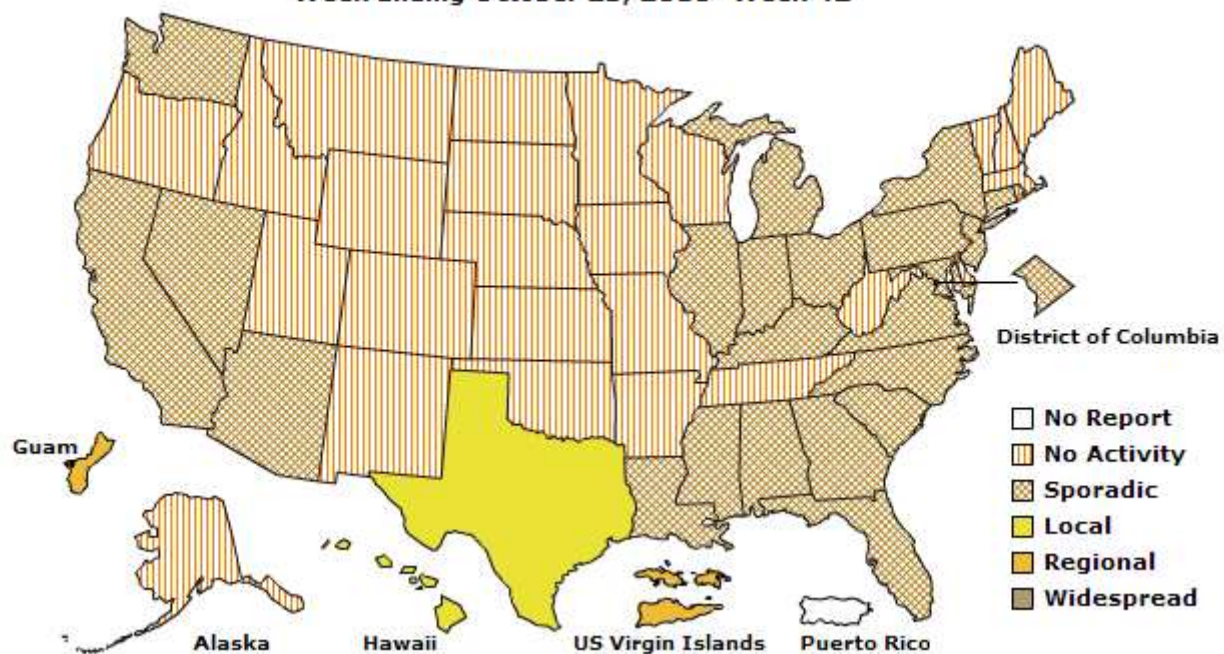 Guam
District of Columbia
No Report
No Activity
Sporadic
Local
Regional
Widespread
Alaska
Hawaii
US Virgin Islands
Puerto Rico